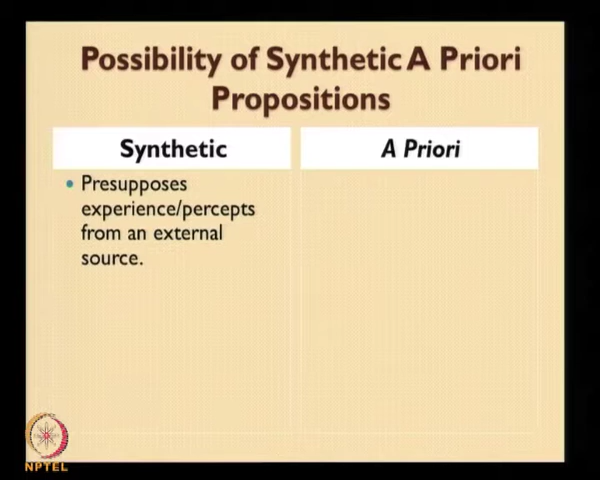 Possibility of Synthetic A Priori
Propositions
Synthetic
A Priori
• Presupposes
experience/percepts
from an external
source.
NPTEL